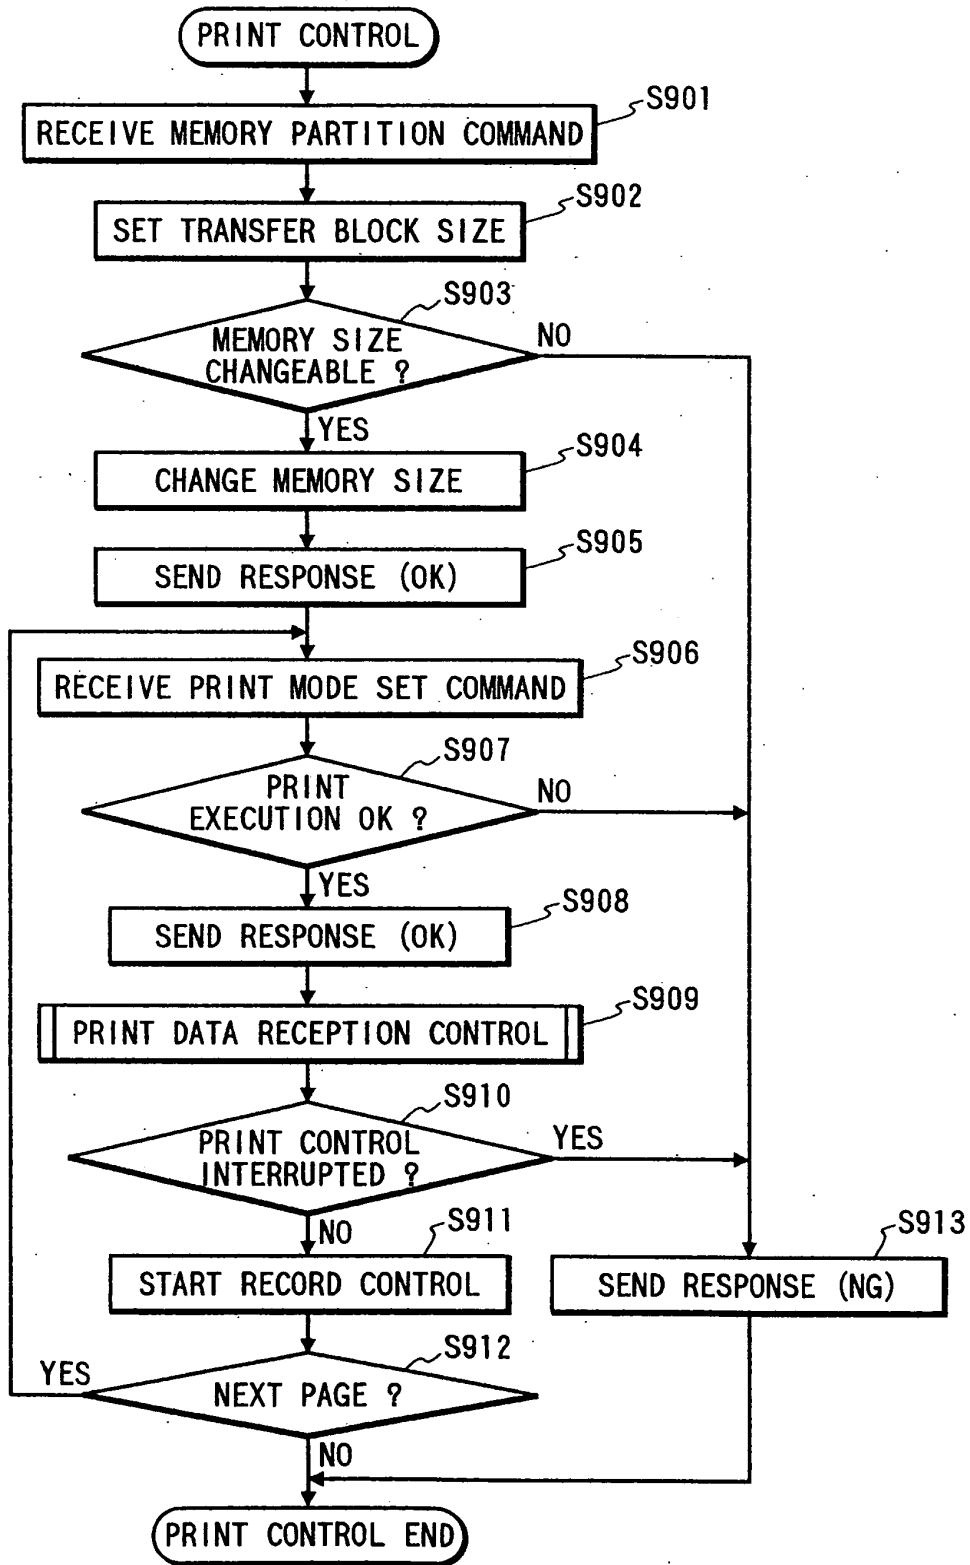 PRINT CONTROL
S901
RECEIVE MEMORY PARTITION COMMAND
S902
SET TRANSFER BLOCK SIZE
S903
MEMORY SIZE
CHANGEABLE ?
NO
YES
S904
CHANGE MEMORY SIZE
S905
SEND RESPONSE (OK)
S906
RECEIVE PRINT MODE SET COMMAND
S907
PRINT
EXECUTION OK ?
NO
YES
S908
SEND RESPONSE (OK)
S909
PRINT DATA RECEPTION CONTROL
S910
PRINT CONTROL
INTERRUPTED ?
YES
NO
S911
START RECORD CONTROL
S913
SEND RESPONSE (NG)
S912
YES
NEXT PAGE ?
NO
PRINT CONTROL END